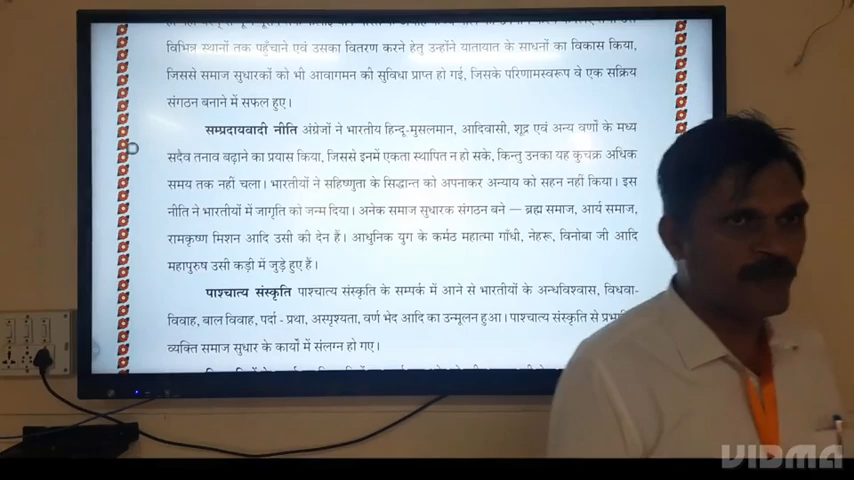 विभिन्न स्थानों तक पहुँचाने एवं उसका वितरण करने हेतु उन्होंने यातायात के साधनों का विकास किया,
जिससे समाज सुधारकों को भी आवागमन की सुविधा प्राप्त हो गई, जिसके परिणामस्वरूप वे एक सक्रिय
संगठन बनाने में सफल हुए।
सम्प्रदायवादी नीति अंग्रेजों ने भारतीय हिन्दू-मुसलमान, आदिवासी, शूद्र एवं अन्य वर्णों के मध्य
सदैव तनाव बढ़ाने का प्रयास किया, जिससे इनमें एकता स्थापित न हो सके, किन्तु उनका यह कुचक्र अधिक
समय तक नहीं चला। भारतीयों ने सहिष्णुता के सिद्धान्त को अपनाकर अन्याय को सहन नहीं किया। इस
नीति ने भारतीयों में जागृति को जन्म दिया। अनेक समाज सुधारक संगठन बने — ब्रह्म समाज, आर्य समाज,
रामकृष्ण मिशन आदि उसी की देन हैं। आधुनिक युग के कर्मठ महात्मा गाँधी, नेहरू, विनोबा जी आदि
महापुरुष उसी कड़ी में जुड़े हुए हैं।
पाश्चात्य संस्कृति पाश्चात्य संस्कृति के सम्पर्क में आने से भारतीयों के अन्धविश्वास, विधवा-
विवाह, बाल विवाह, पर्दा - प्रथा, अस्पृश्यता, वर्ण भेद आदि का उन्मूलन हुआ। पाश्चात्य संस्कृति से
व्यक्ति समाज सुधार के कार्यों में संलग्न हो गए।
VIDMA